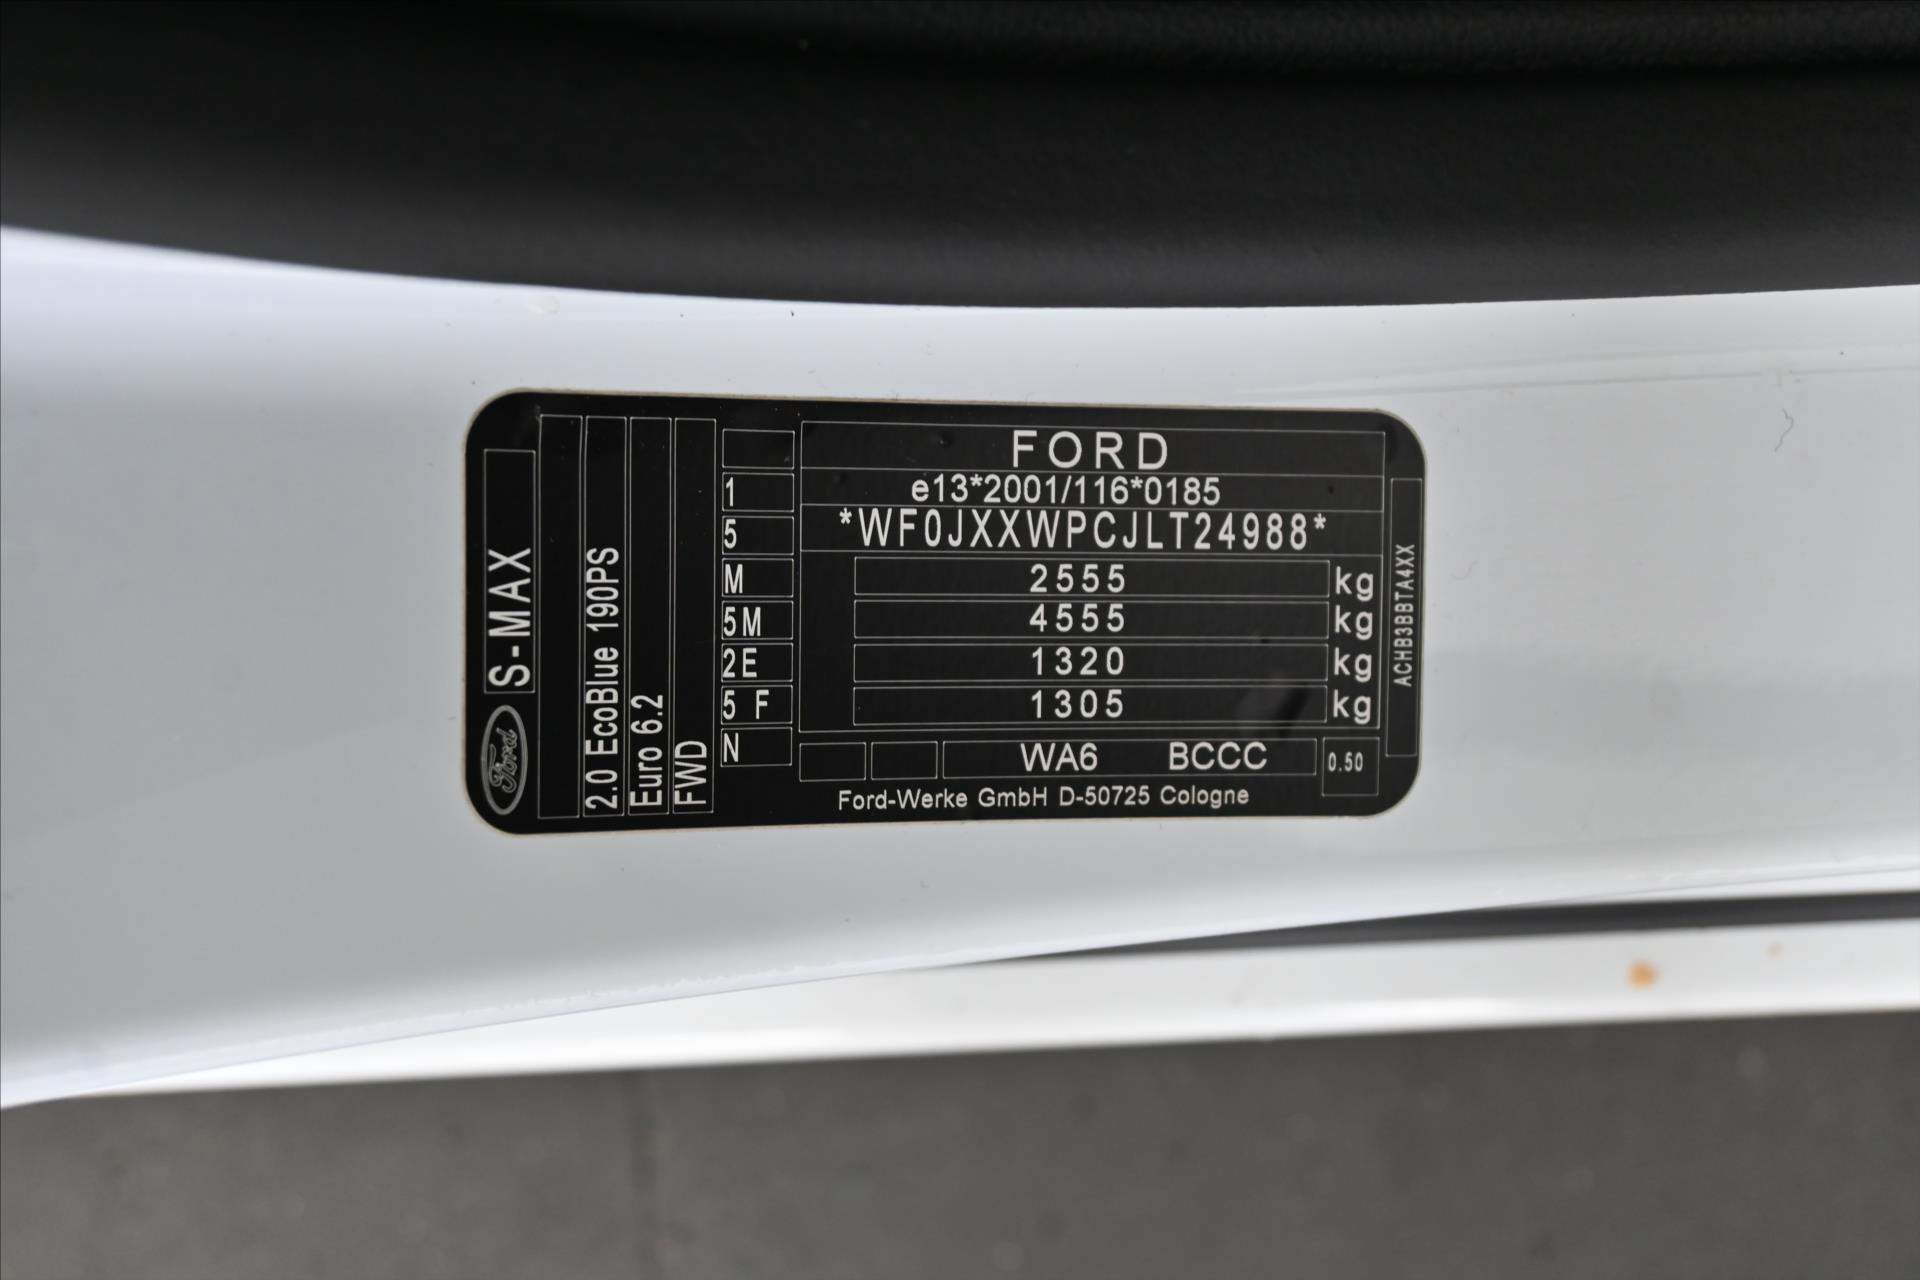 FORD
e13*2001/116*0185
*WF0JXXWPCJLT24988*
1
5
M 2555 kg
5M 4555 kg
2E 1320 kg
5 F 1305 kg
N
WA6 BCCC 0.50
Ford-Werke GmbH D-50725 Cologne
Ford S-MAX
2.0 EcoBlue 190PS
Euro 6.2
FWD
ACHB3BBTA4XX